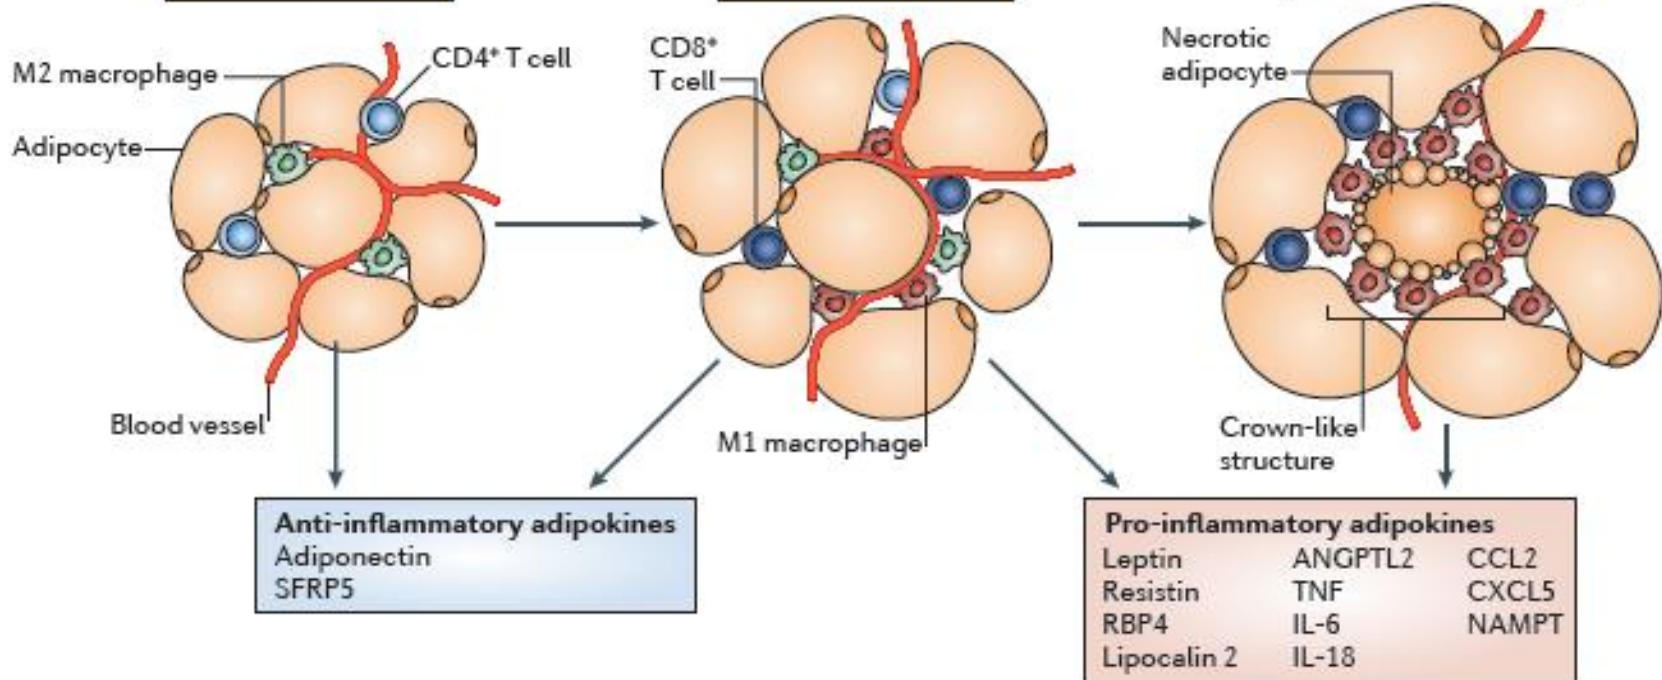 M2 macrophage
CD4⁺ T cell
Adipocyte
Blood vessel
CD8⁺
T cell
M1 macrophage
Necrotic
adipocyte
Crown-like
structure
Anti-inflammatory adipokines
Adiponectin
SFRP5
Pro-inflammatory adipokines
Leptin ANGPTL2 CCL2
Resistin TNF CXCL5
RBP4 IL-6 NAMPT
Lipocalin 2 IL-18